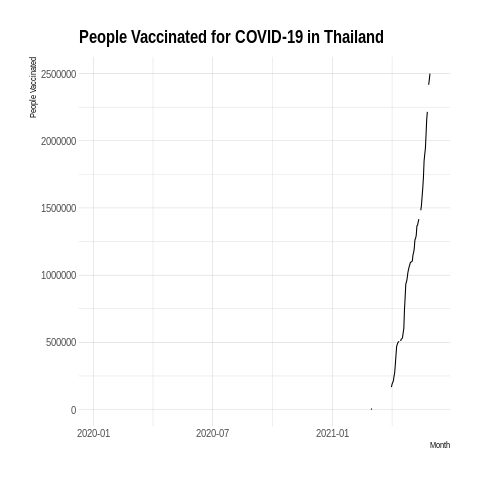 People Vaccinated for COVID-19 in Thailand
People Vaccinated
2500000
2000000
1500000
1000000
500000
0
2020-01 2020-07 2021-01
Month